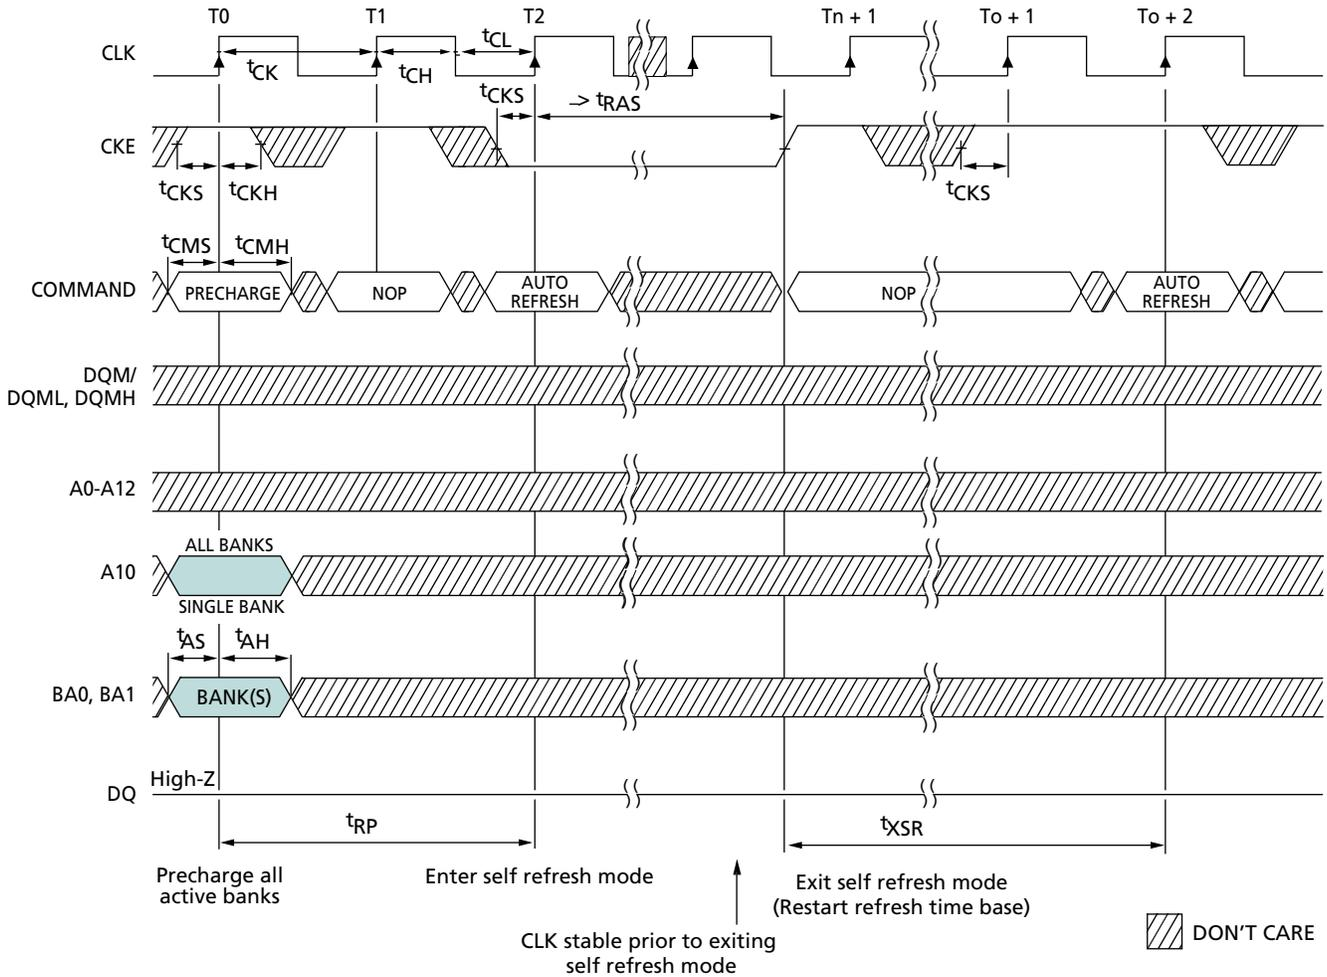 T0 T1 T2 Tn + 1 To + 1 To + 2
CLK
tCK tCH tCL
tCKS -> tRAS
CKE
tCKS tCKH tCKS
tCMS tCMH
COMMAND PRECHARGE NOP AUTO REFRESH NOP AUTO REFRESH
DQM/
DQML, DQMH
A0-A12
ALL BANKS
A10
SINGLE BANK
tAS tAH
BA0, BA1 BANK(S)
High-Z
DQ
tRP tXSR
Precharge all
active banks
Enter self refresh mode
Exit self refresh mode
(Restart refresh time base)
CLK stable prior to exiting
self refresh mode
DON'T CARE